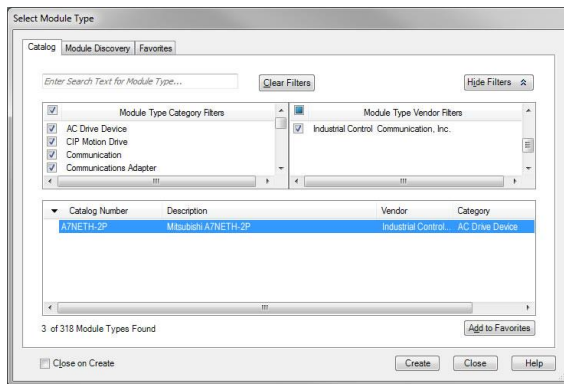 Select Module Type
Catalog Module Discovery Favorites
Enter Search Text for Module Type... Clear Filters Hide Filters
Module Type Category Filters Module Type Vendor Filters
AC Drive Device Industrial Control Communication, Inc.
CIP Motion Drive
Communication
Communications Adapter
Catalog Number Description Vendor Category
A7NETH-2P Mitsubishi A7NETH-2P Industrial Control... AC Drive Device
3 of 318 Module Types Found Add to Favorites
Close on Create Create Close Help